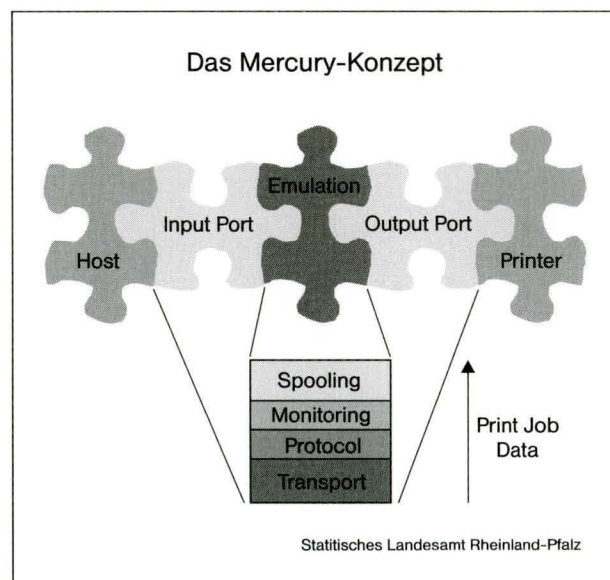 Das Mercury-Konzept
Emulation
Input Port
Output Port
Host
Printer
Spooling
Monitoring
Protocol
Transport
Print Job
Data
Statitisches Landesamt Rheinland-Pfalz